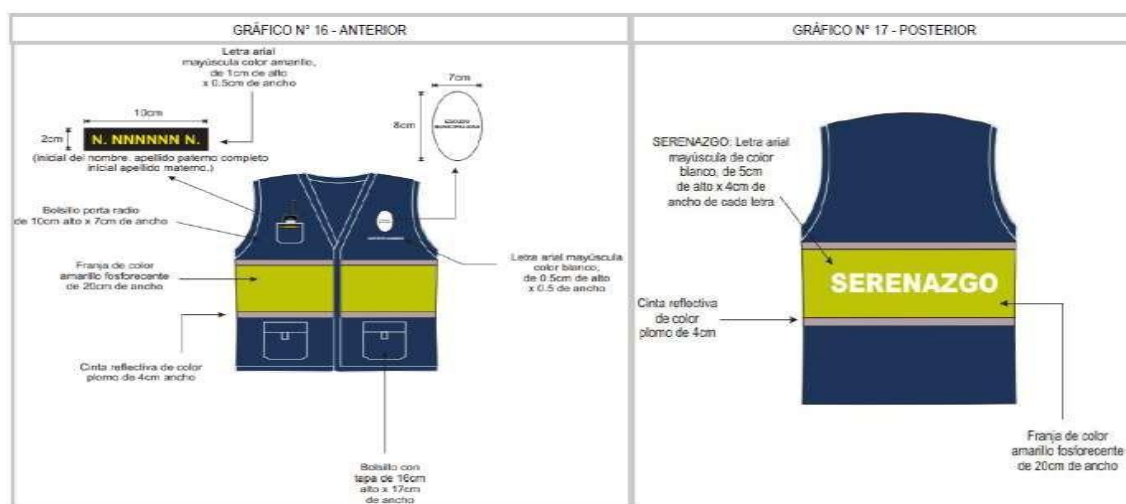 GRÁFICO N° 16 - ANTERIOR
Letra arial
mayúscula color amarillo,
de 1cm de alto
x 0.5cm de ancho
10cm
2cm
N. NNNNNN N.
(inicial del nombre, apellido paterno completo
inicial apellido materno.)
7cm
8cm
ESCUDO
Bolsillo porta radio
de 10cm alto x 7cm de ancho
Franja de color
amarillo fosforecente
de 20cm de ancho
Letra arial mayúscula
color blanco,
de 0.5cm de alto
x 0.5 de ancho
Cinta reflectiva de color
plomo de 4cm ancho
Bolsillo con
tapa de 16cm
alto x 17cm
de ancho
GRÁFICO N° 17 - POSTERIOR
SERENAZGO: Letra arial
mayúscula de color
blanco, de 5cm
de alto x 4cm de
ancho de cada letra
SERENAZGO
Cinta reflectiva
de color
plomo de 4cm
Franja de color
amarillo fosforecente
de 20cm de ancho